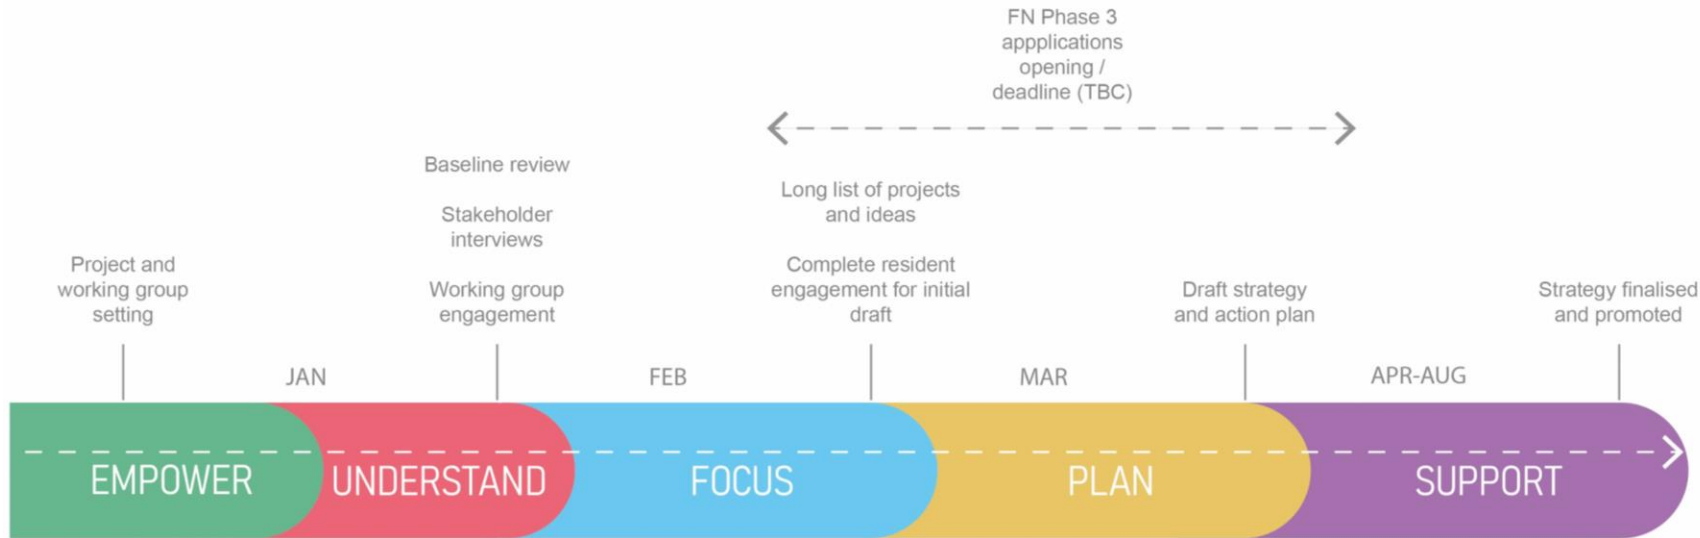 FN Phase 3
appplications
opening /
deadline (TBC)
Baseline review
Stakeholder
interviews
Working group
engagement
Long list of projects
and ideas
Complete resident
engagement for initial
draft
Project and
working group
setting
Draft strategy
and action plan
Strategy finalised
and promoted
JAN
FEB
MAR
APR-AUG
EMPOWER
UNDERSTAND
FOCUS
PLAN
SUPPORT